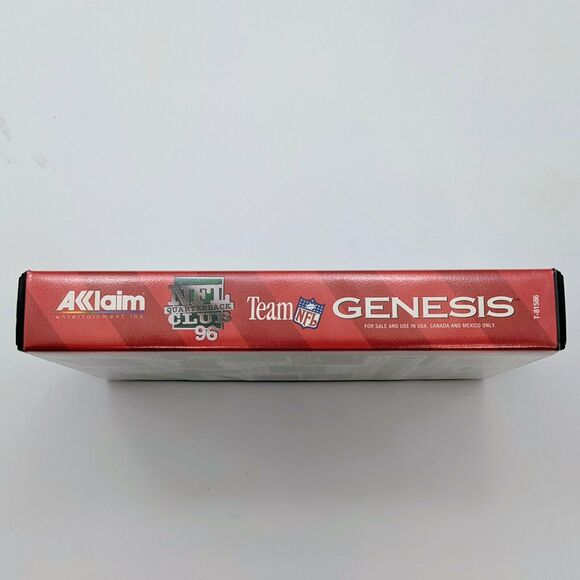 AKKlaim
entertainment, inc.
NFL
QUARTERBACK
CLUB
96
Team NFL
GENESIS
FOR SALE AND USE IN USA, CANADA AND MEXICO ONLY.
T-81586